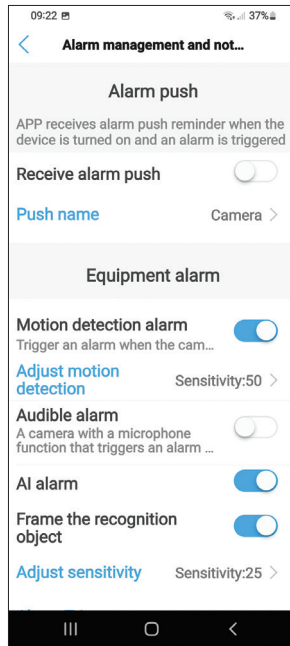 09:22 37%
Alarm management and not...
Alarm push
APP receives alarm push reminder when the
device is turned on and an alarm is triggered
Receive alarm push
Push name Camera
Equipment alarm
Motion detection alarm
Trigger an alarm when the cam...
Adjust motion
detection Sensitivity:50
Audible alarm
A camera with a microphone
function that triggers an alarm ...
AI alarm
Frame the recognition
object
Adjust sensitivity Sensitivity:25